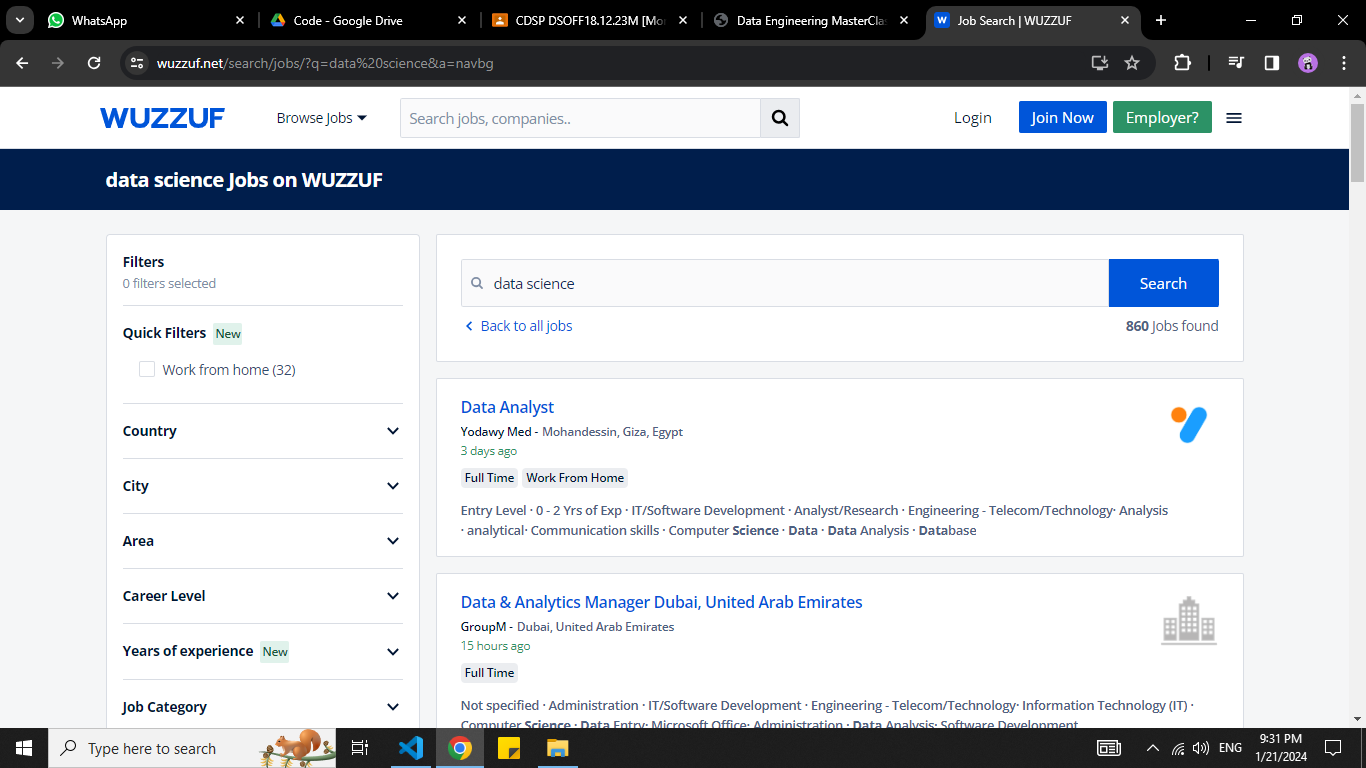 WhatsApp
Code - Google Drive
CDSP DSOFF18.12.23M [Mo
Data Engineering MasterCla
Job Search | WUZZUF
wuzzuf.net/search/jobs/?q=data%20science&a=navbg
WUZZUF
Browse Jobs
Search jobs, companies..
Login
Join Now
Employer?
data science Jobs on WUZZUF
Filters
0 filters selected
Quick Filters New
Work from home (32)
Country
City
Area
Career Level
Years of experience New
Job Category
data science
Search
Back to all jobs
860 Jobs found
Data Analyst
Yodawy Med - Mohandessin, Giza, Egypt
3 days ago
Full Time Work From Home
Entry Level · 0 - 2 Yrs of Exp · IT/Software Development · Analyst/Research · Engineering - Telecom/Technology· Analysis
· analytical· Communication skills · Computer Science · Data · Data Analysis · Database
Data & Analytics Manager Dubai, United Arab Emirates
GroupM - Dubai, United Arab Emirates
15 hours ago
Full Time
Not specified · Administration · IT/Software Development · Engineering - Telecom/Technology· Information Technology (IT) ·
Computer Science · Data Entry· Microsoft Office· Administration · Data Analysis· Software Development
Type here to search
ENG
9:31 PM
1/21/2024